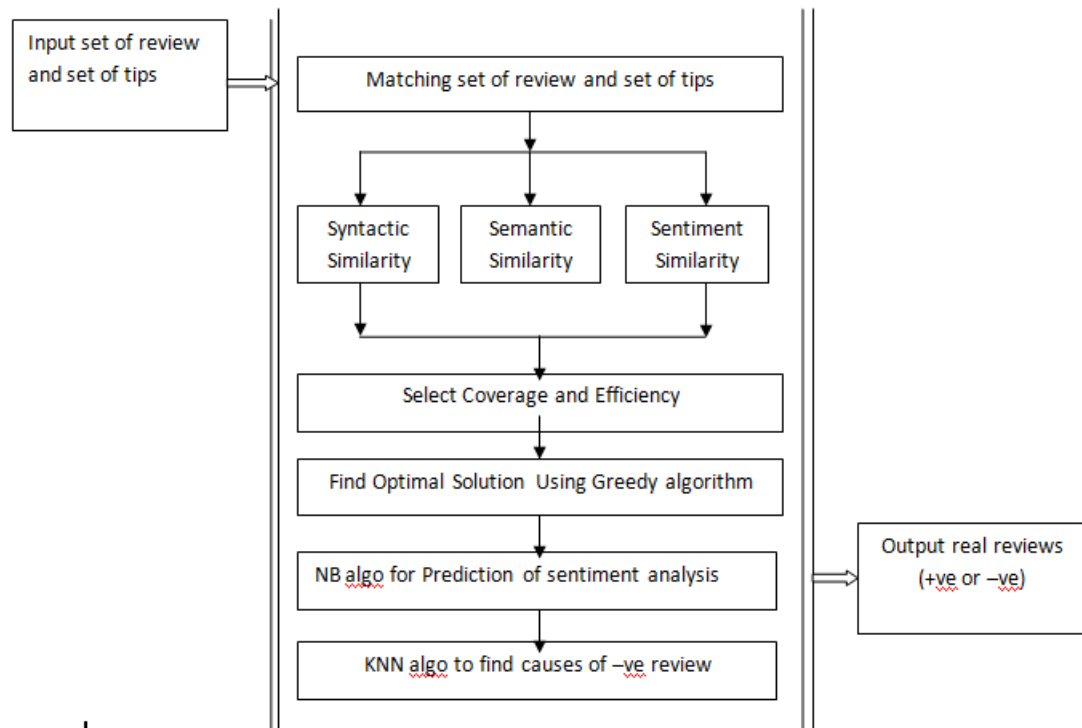 Input set of review
and set of tips
Matching set of review and set of tips
Syntactic
Similarity
Semantic
Similarity
Sentiment
Similarity
Select Coverage and Efficiency
Find Optimal Solution Using Greedy algorithm
NB algo for Prediction of sentiment analysis
KNN algo to find causes of –ve review
Output real reviews
(+ve or –ve)